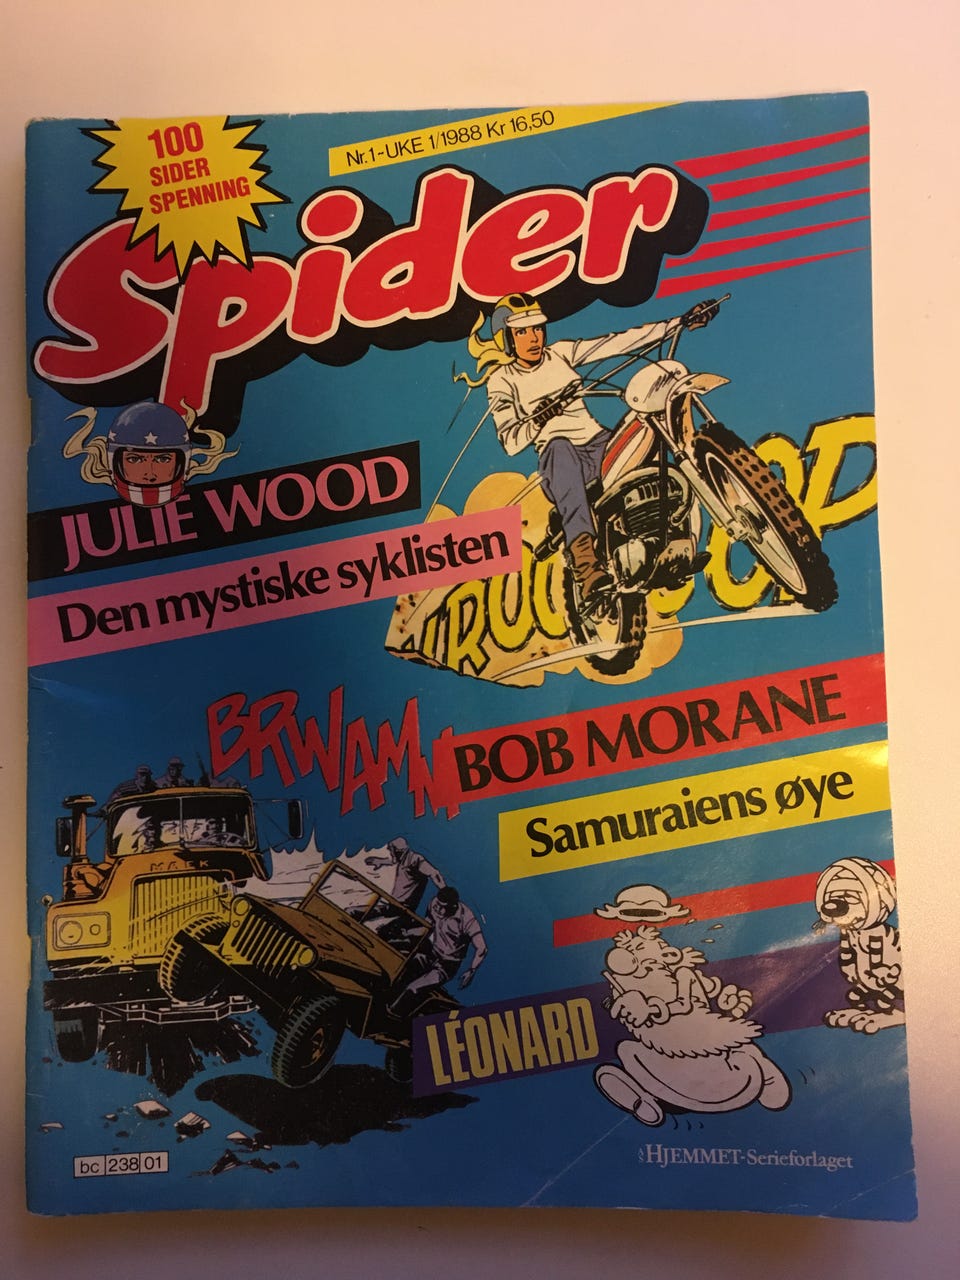 100
SIDER
SPENNING
Nr.1-UKE 1/1988 Kr 16,50
Spider
JULIE WOOD
Den mystiske syklisten
BRWAM
BOB MORANE
Samuraiens øye
MACK
LÉONARD
bc 238 01
A/S HJEMMET-Serieforlaget